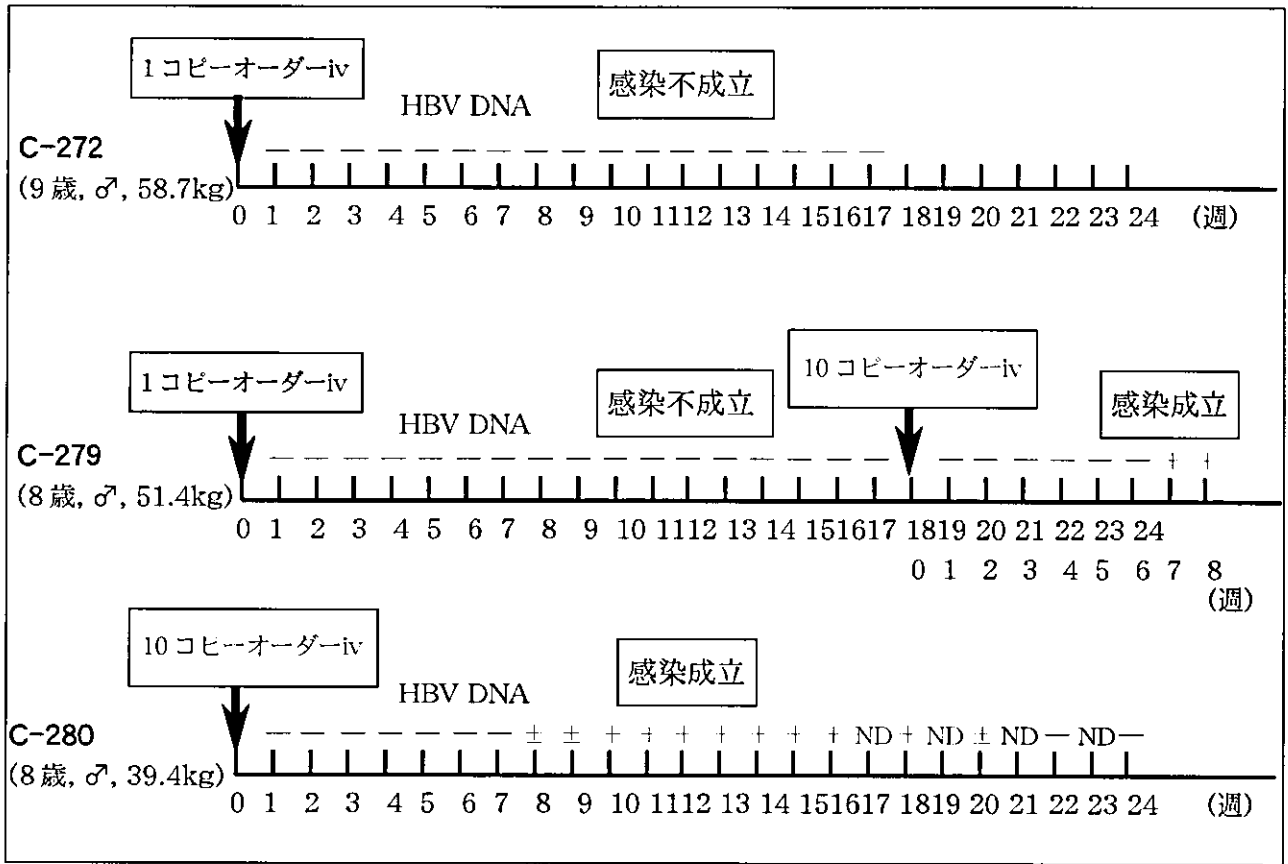 1コピーオーダーiv
感染不成立
HBV DNA
C-272
— — — — — — — — — — — — — — — — —
(9歳, ♂, 58.7kg)
0 1 2 3 4 5 6 7 8 9 10 11 12 13 14 15 16 17 18 19 20 21 22 23 24 (週)
1コピーオーダーiv
10コピーオーダーiv
感染不成立
感染成立
HBV DNA
C-279
— — — — — — — — — — — — — — — — — — — — — — — + +
(8歳, ♂, 51.4kg)
0 1 2 3 4 5 6 7 8 9 10 11 12 13 14 15 16 17 18 19 20 21 22 23 24
0 1 2 3 4 5 6 7 8
(週)
10コピーオーダーiv
感染成立
HBV DNA
C-280
— — — — — — — ± ± + + + + + + + ND + ND ± ND — ND —
(8歳, ♂, 39.4kg)
0 1 2 3 4 5 6 7 8 9 10 11 12 13 14 15 16 17 18 19 20 21 22 23 24 (週)